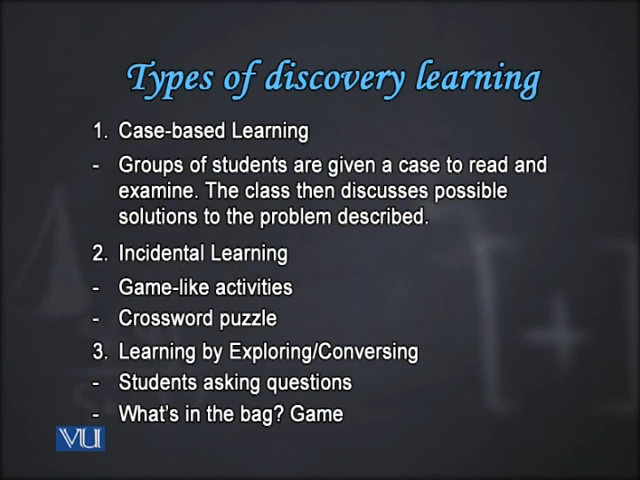 Types of discovery learning
1. Case-based Learning
- Groups of students are given a case to read and
examine. The class then discusses possible
solutions to the problem described.
2. Incidental Learning
- Game-like activities
- Crossword puzzle
3. Learning by Exploring/Conversing
- Students asking questions
- What's in the bag? Game
VU